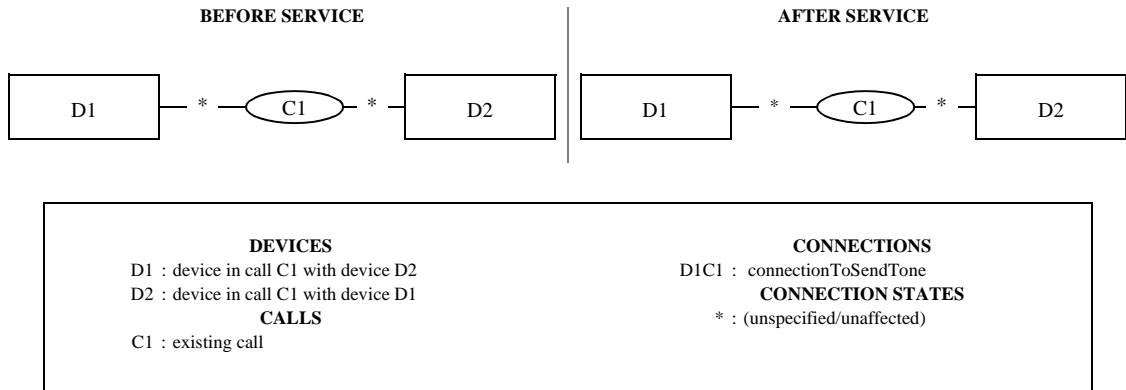 BEFORE SERVICE
AFTER SERVICE
D1 * C1 * D2
D1 * C1 * D2
DEVICES
D1 : device in call C1 with device D2
D2 : device in call C1 with device D1
CALLS
C1 : existing call
CONNECTIONS
D1C1 : connectionToSendTone
CONNECTION STATES
* : (unspecified/unaffected)